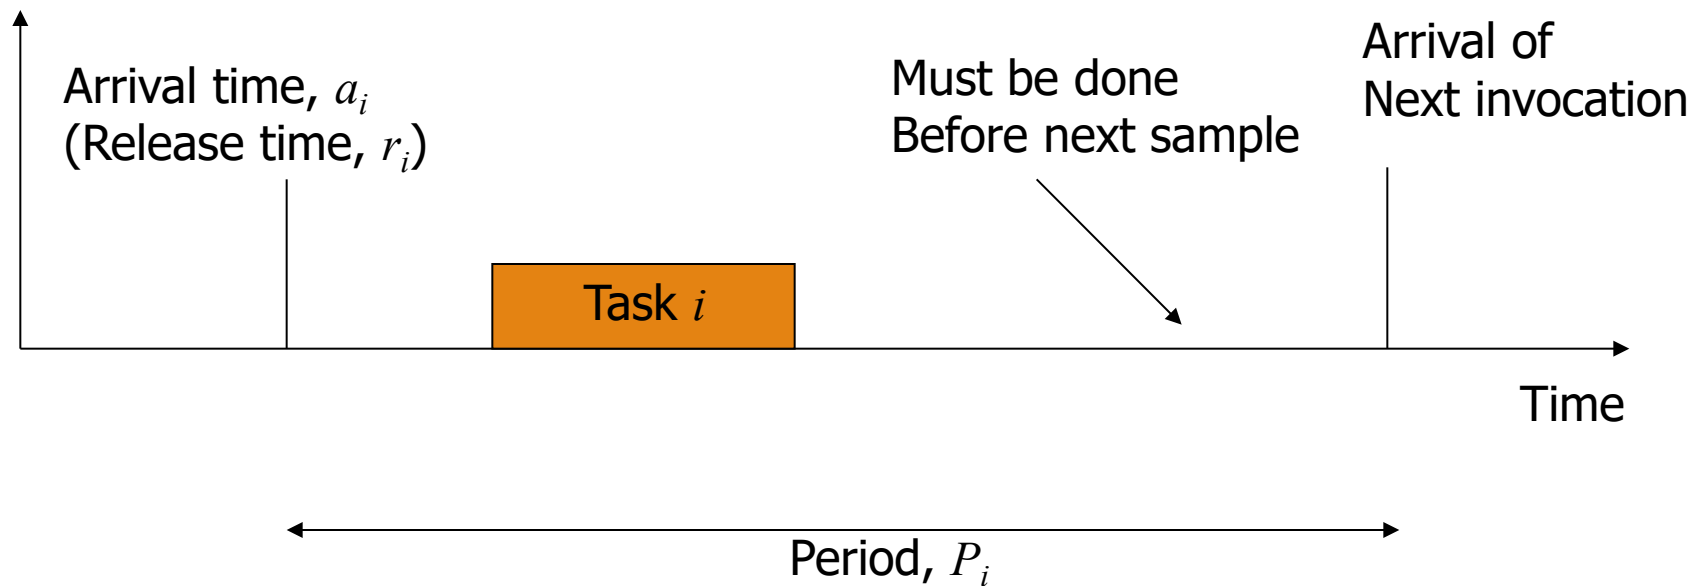 Arrival time, a_i
(Release time, r_i)
Must be done
Before next sample
Arrival of
Next invocation
Task i
Time
Period, P_i